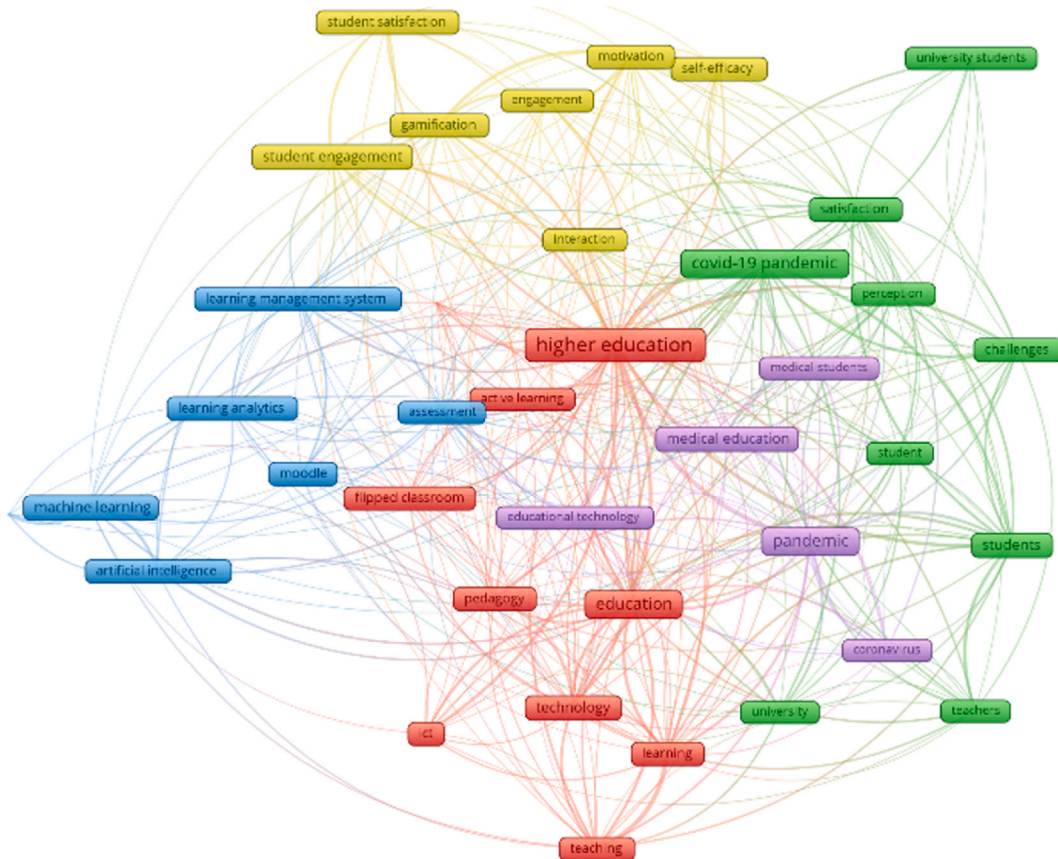 student satisfaction
motivation
university students
self-efficacy
engagement
gamification
student engagement
satisfaction
interaction
covid-19 pandemic
perception
learning management system
higher education
challenges
medical students
active learning
learning analytics
assessment
medical education
student
moodle
flipped classroom
machine learning
educational technology
pandemic
students
artificial intelligence
pedagogy
education
coronavirus
technology
university
teachers
ict
learning
teaching